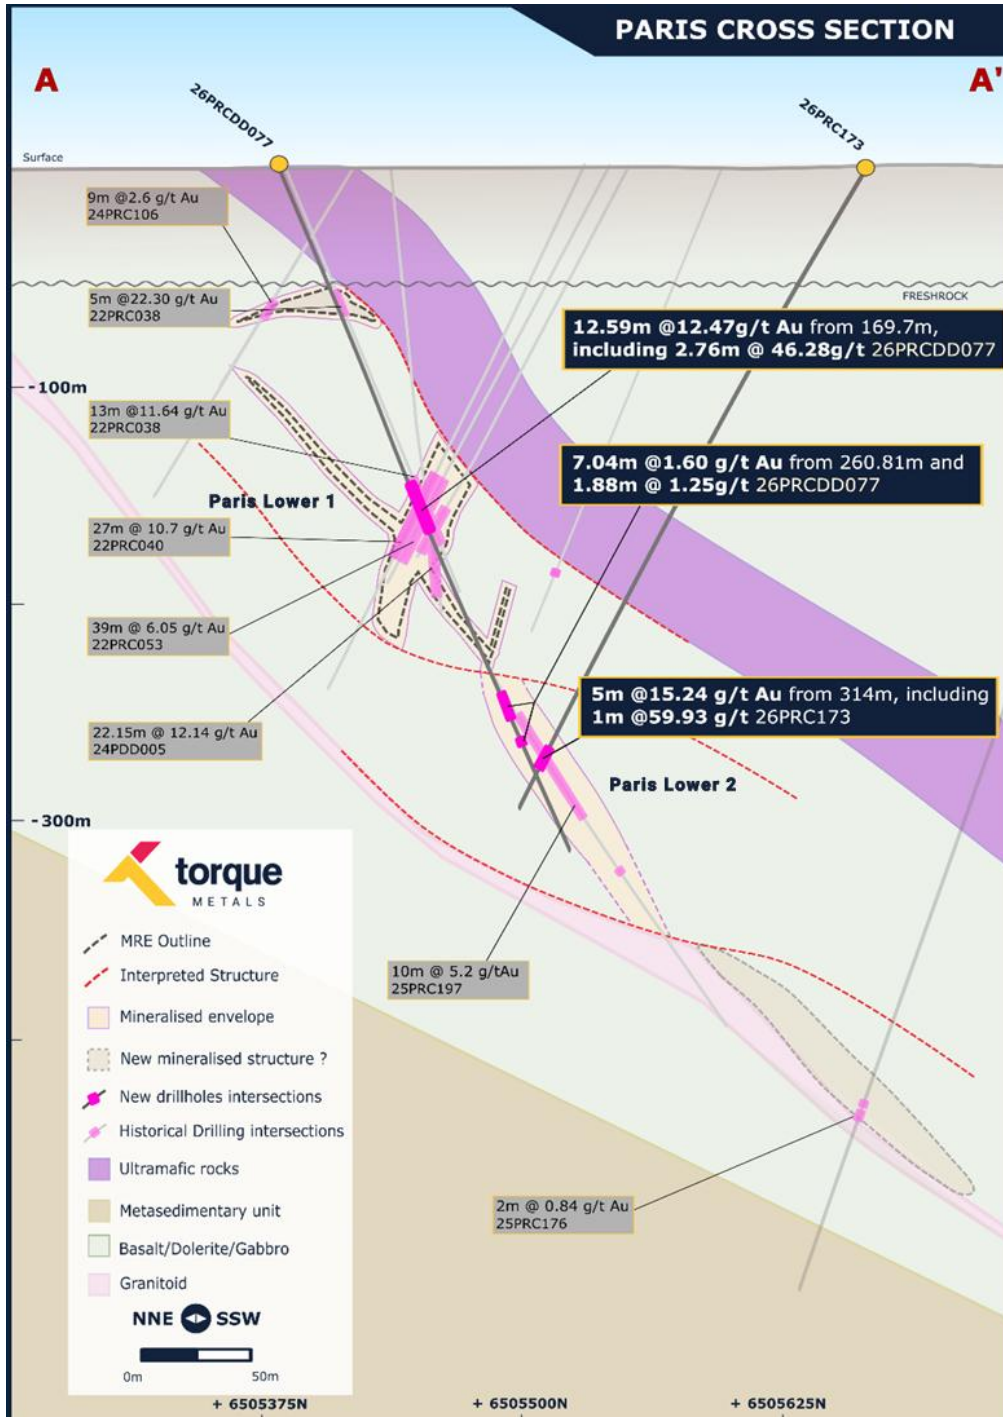 PARIS CROSS SECTION
A
A'
26PRCDD077
26PRC173
Surface
9m @2.6 g/t Au
24PRC106
5m @22.30 g/t Au
22PRC038
FRESHROCK
12.59m @12.47g/t Au from 169.7m,
including 2.76m @ 46.28g/t 26PRCDD077
-100m
13m @11.64 g/t Au
22PRC038
7.04m @1.60 g/t Au from 260.81m and
1.88m @ 1.25g/t 26PRCDD077
Paris Lower 1
27m @ 10.7 g/t Au
22PRC040
39m @ 6.05 g/t Au
22PRC053
5m @15.24 g/t Au from 314m, including
1m @59.93 g/t 26PRC173
22.15m @ 12.14 g/t Au
24PDD005
Paris Lower 2
-300m
torque
METALS
MRE Outline
Interpreted Structure
Mineralised envelope
New mineralised structure ?
New drillholes intersections
Historical Drilling intersections
Ultramafic rocks
Metasedimentary unit
Basalt/Dolerite/Gabbro
Granitoid
10m @ 5.2 g/tAu
25PRC197
2m @ 0.84 g/t Au
25PRC176
NNE SSW
0m 50m
+ 6505375N + 6505500N + 6505625N